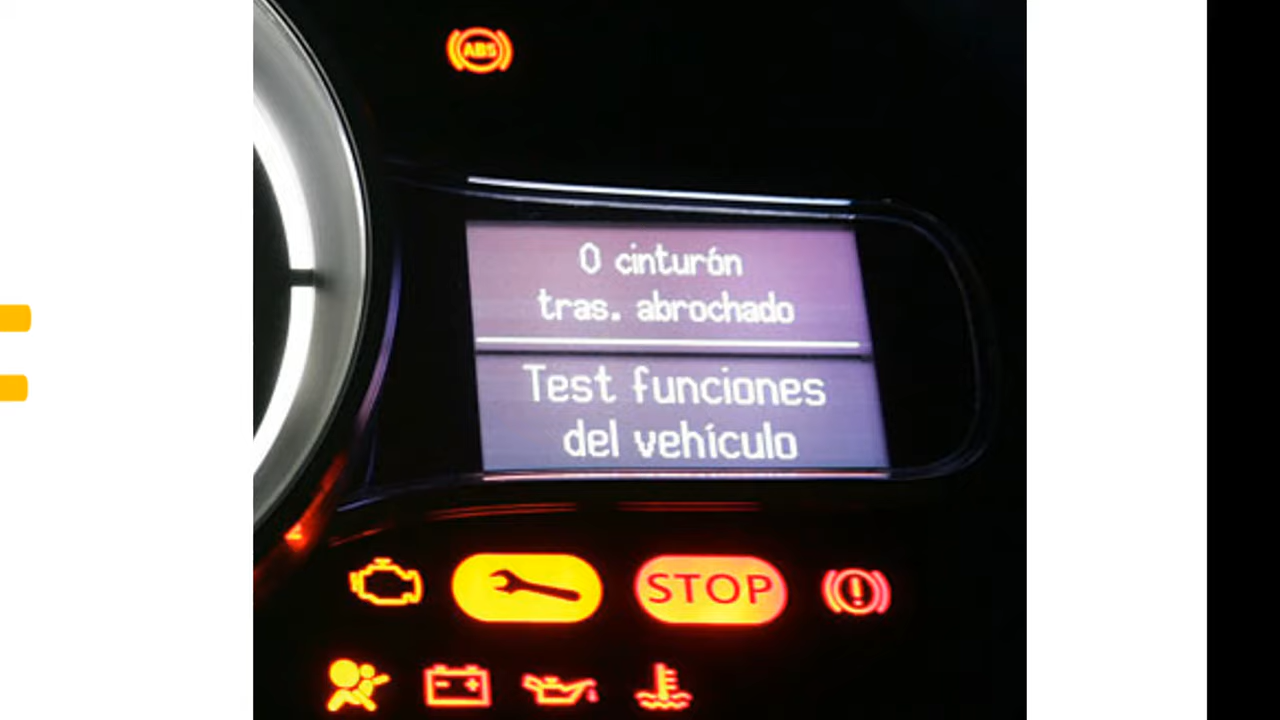 ABS
0 cinturón
tras. abrochado
Test funciones
del vehículo
STOP